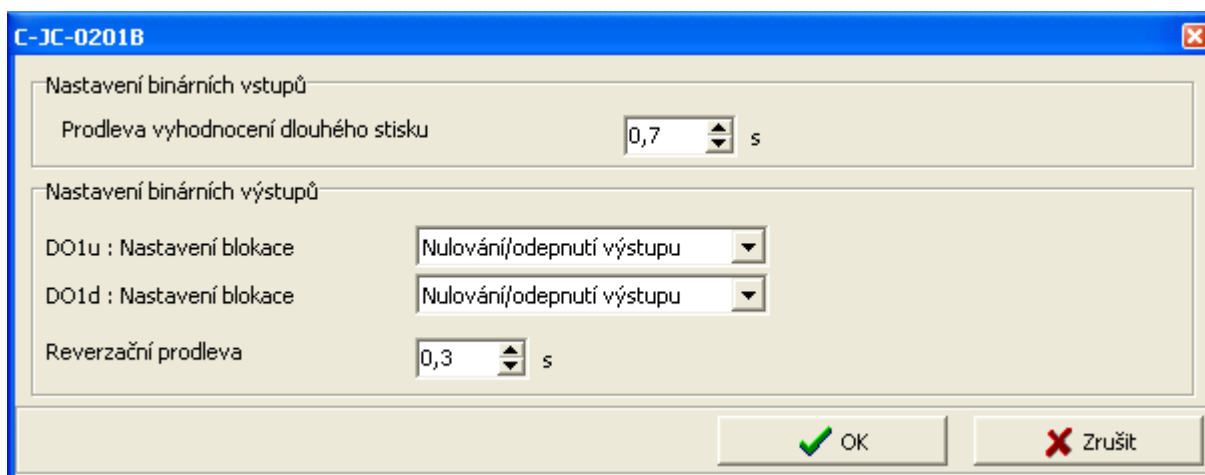 C-JC-0201B
Nastavení binárních vstupů
Prodleva vyhodnocení dlouhého stisku 0,7 s
Nastavení binárních výstupů
DO1u : Nastavení blokace Nulování/odepnutí výstupu
DO1d : Nastavení blokace Nulování/odepnutí výstupu
Reverzační prodleva 0,3 s
OK Zrušit